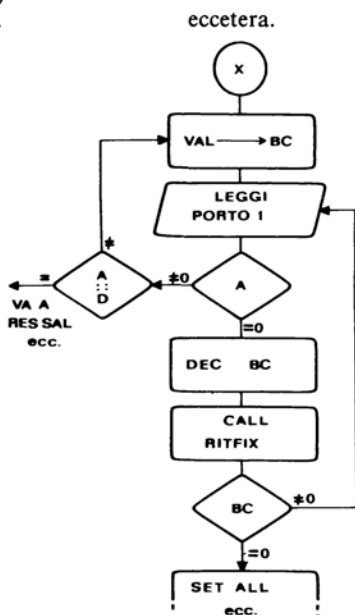 eccetera.
X
VAL → BC
LEGGI
PORTO 1
≠
=
A
::
D
≠0
A
VA A
RES SAL
ecc.
=0
DEC BC
CALL
RITFIX
BC
≠0
=0
SET ALL
ecc.